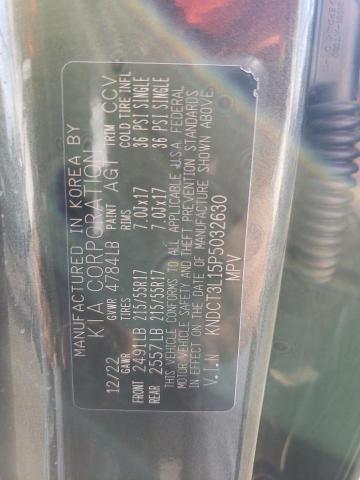 MANUFACTURED IN KOREA BY
KIA CORPORATION
12/22 GVWR 4784LB PAINT AGT TRIM CCV
GAWR TIRES RIMS COLD TIRE INFL
FRONT 2491LB 215/55R17 7.0Jx17 36 PSI SINGLE
REAR 2557LB 215/55R17 7.0Jx17 36 PSI SINGLE
THIS VEHICLE CONFORMS TO ALL APPLICABLE U.S.A. FEDERAL
MOTOR VEHICLE SAFETY AND THEFT PREVENTION STANDARDS
IN EFFECT ON THE DATE OF MANUFACTURE SHOWN ABOVE.
V.I.N KNDCT3L15P5032630
MPV